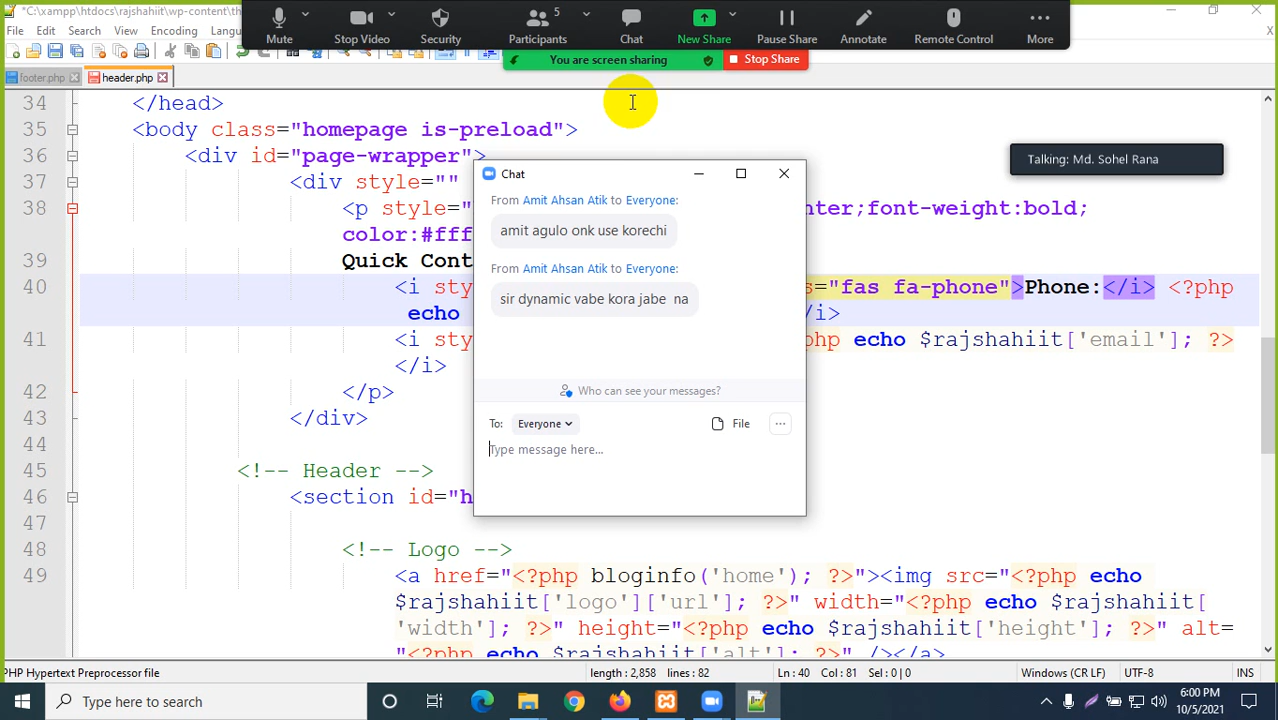 *C:\xampp\htdocs\rajshahiit\wp-content\th
File Edit Search View Encoding Langu
Mute Stop Video Security Participants 5 Chat New Share Pause Share Annotate Remote Control More
You are screen sharing Stop Share
footer.php header.php
Talking: Md. Sohel Rana
34 </head>
35 <body class="homepage is-preload">
36 <div id="page-wrapper">
37 <div style=""
38 <p style=" nter;font-weight:bold;
color:#fff
39 Quick Cont
40 <i sty s="fas fa-phone">Phone:</i> <?php
echo /i>
41 <i sty php echo $rajshahiit['email']; ?>
</i>
42 </p>
43 </div>
44
45 <!-- Header -->
46 <section id="h
47
48 <!-- Logo -->
49 <a href="<?php bloginfo('home'); ?>"><img src="<?php echo
$rajshahiit['logo']['url']; ?>" width="<?php echo $rajshahiit[
'width']; ?>" height="<?php echo $rajshahiit['height']; ?>" alt=
"<?php echo $rajshahiit['alt']; ?>" /></a>
Chat
From Amit Ahsan Atik to Everyone:
amit agulo onk use korechi
From Amit Ahsan Atik to Everyone:
sir dynamic vabe kora jabe na
Who can see your messages?
To: Everyone File ...
Type message here...
PHP Hypertext Preprocessor file length : 2,858 lines : 82 Ln : 40 Col : 81 Sel : 0 | 0 Windows (CR LF) UTF-8 INS
Type here to search
6:00 PM
10/5/2021